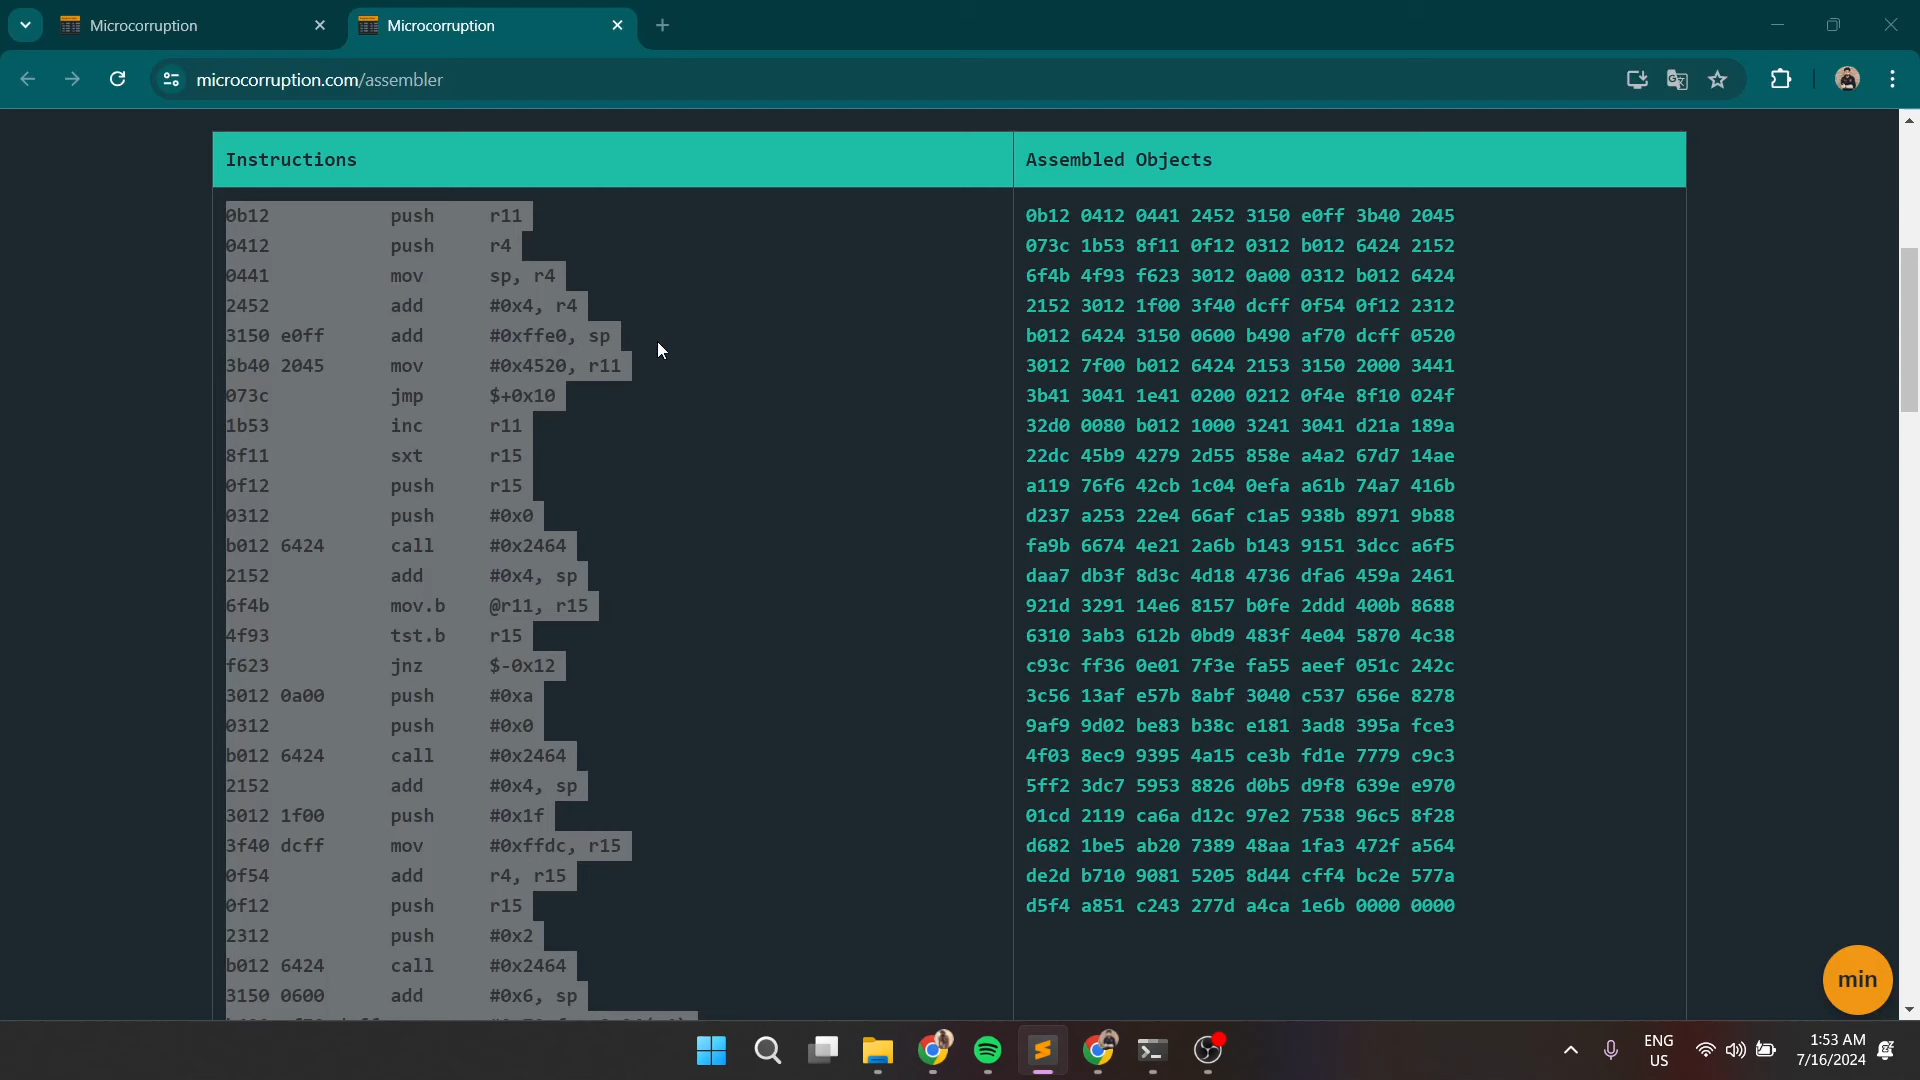 Microcorruption
Microcorruption
microcorruption.com/assembler
Instructions
Assembled Objects
0b12 push r11
0412 push r4
0441 mov sp, r4
2452 add #0x4, r4
3150 e0ff add #0xffe0, sp
3b40 2045 mov #0x4520, r11
073c jmp $+0x10
1b53 inc r11
8f11 sxt r15
0f12 push r15
0312 push #0x0
b012 6424 call #0x2464
2152 add #0x4, sp
6f4b mov.b @r11, r15
4f93 tst.b r15
f623 jnz $-0x12
3012 0a00 push #0xa
0312 push #0x0
b012 6424 call #0x2464
2152 add #0x4, sp
3012 1f00 push #0x1f
3f40 dcff mov #0xffdc, r15
0f54 add r4, r15
0f12 push r15
2312 push #0x2
b012 6424 call #0x2464
3150 0600 add #0x6, sp
0b12 0412 0441 2452 3150 e0ff 3b40 2045
073c 1b53 8f11 0f12 0312 b012 6424 2152
6f4b 4f93 f623 3012 0a00 0312 b012 6424
2152 3012 1f00 3f40 dcff 0f54 0f12 2312
b012 6424 3150 0600 b490 af70 dcff 0520
3012 7f00 b012 6424 2153 3150 2000 3441
3b41 3041 1e41 0200 0212 0f4e 8f10 024f
32d0 0080 b012 1000 3241 3041 d21a 189a
22dc 45b9 4279 2d55 858e a4a2 67d7 14ae
a119 76f6 42cb 1c04 0efa a61b 74a7 416b
d237 a253 22e4 66af c1a5 938b 8971 9b88
fa9b 6674 4e21 2a6b b143 9151 3dcc a6f5
daa7 db3f 8d3c 4d18 4736 dfa6 459a 2461
921d 3291 14e6 8157 b0fe 2ddd 400b 8688
6310 3ab3 612b 0bd9 483f 4e04 5870 4c38
c93c ff36 0e01 7f3e fa55 aeef 051c 242c
3c56 13af e57b 8abf 3040 c537 656e 8278
9af9 9d02 be83 b38c e181 3ad8 395a fce3
4f03 8ec9 9395 4a15 ce3b fd1e 7779 c9c3
5ff2 3dc7 5953 8826 d0b5 d9f8 639e e970
01cd 2119 ca6a d12c 97e2 7538 96c5 8f28
d682 1be5 ab20 7389 48aa 1fa3 472f a564
de2d b710 9081 5205 8d44 cff4 bc2e 577a
d5f4 a851 c243 277d a4ca 1e6b 0000 0000
min
ENG
US
1:53 AM
7/16/2024